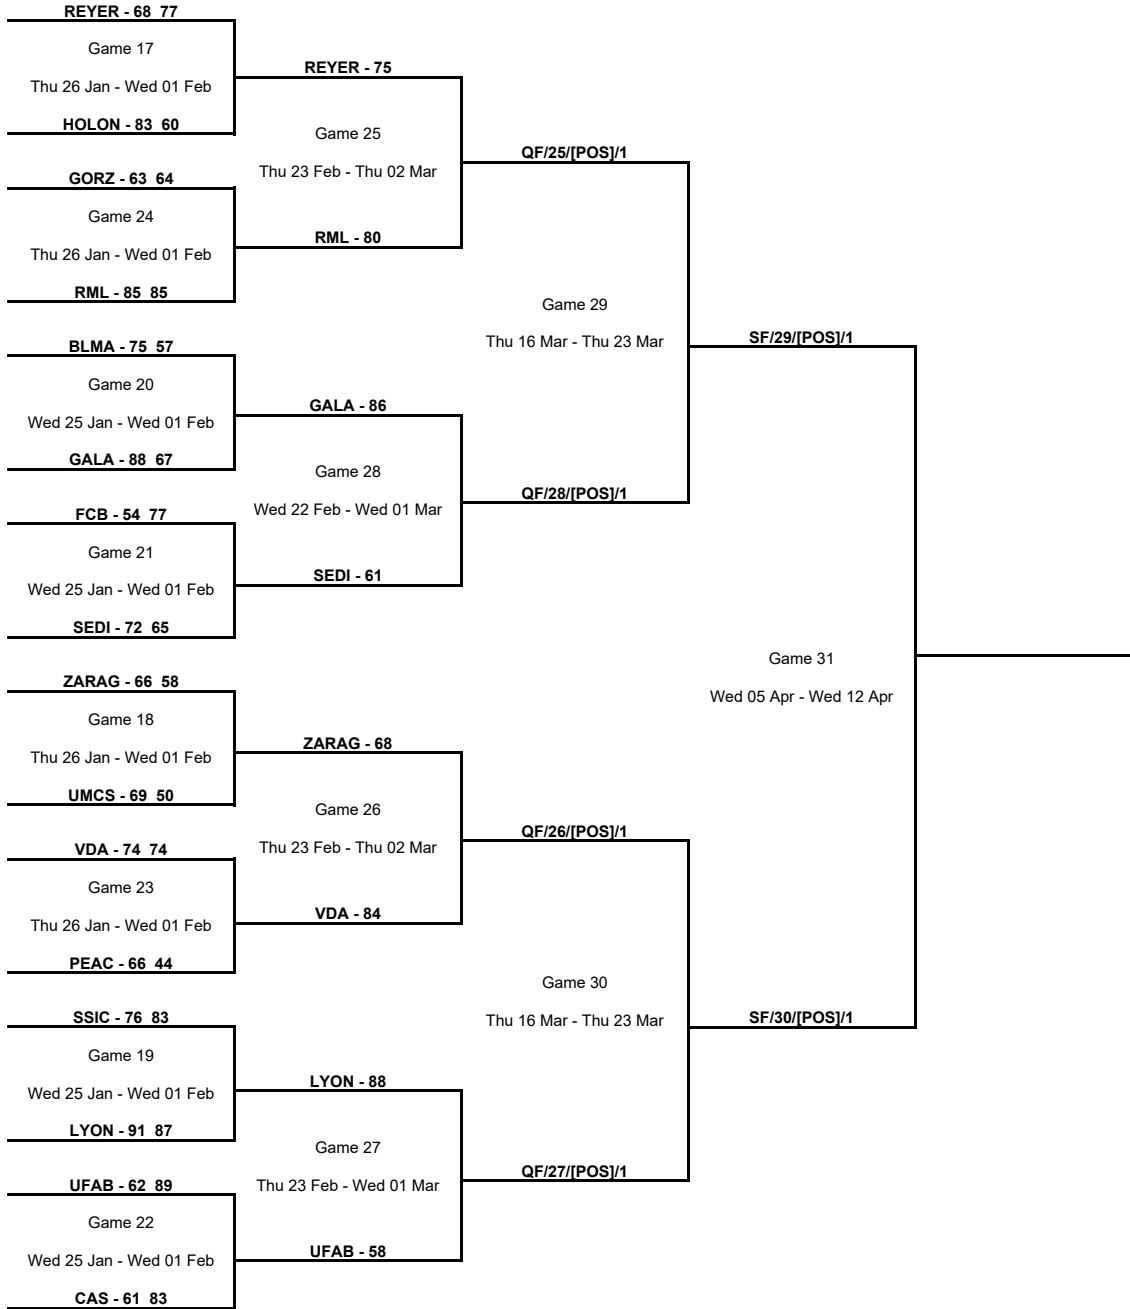 REYER - 68 77
Game 17
Thu 26 Jan - Wed 01 Feb
HOLON - 83 60
GORZ - 63 64
Game 24
Thu 26 Jan - Wed 01 Feb
RML - 85 85
BLMA - 75 57
Game 20
Wed 25 Jan - Wed 01 Feb
GALA - 88 67
FCB - 54 77
Game 21
Wed 25 Jan - Wed 01 Feb
SEDI - 72 65
ZARAG - 66 58
Game 18
Thu 26 Jan - Wed 01 Feb
UMCS - 69 50
VDA - 74 74
Game 23
Thu 26 Jan - Wed 01 Feb
PEAC - 66 44
SSIC - 76 83
Game 19
Wed 25 Jan - Wed 01 Feb
LYON - 91 87
UFAB - 62 89
Game 22
Wed 25 Jan - Wed 01 Feb
CAS - 61 83
REYER - 75
Game 25
Thu 23 Feb - Thu 02 Mar
RML - 80
GALA - 86
Game 28
Wed 22 Feb - Wed 01 Mar
SEDI - 61
ZARAG - 68
Game 26
Thu 23 Feb - Thu 02 Mar
VDA - 84
LYON - 88
Game 27
Thu 23 Feb - Wed 01 Mar
UFAB - 58
QF/25/[POS]/1
Game 29
Thu 16 Mar - Thu 23 Mar
QF/28/[POS]/1
QF/26/[POS]/1
Game 30
Thu 16 Mar - Thu 23 Mar
QF/27/[POS]/1
SF/29/[POS]/1
Game 31
Wed 05 Apr - Wed 12 Apr
SF/30/[POS]/1